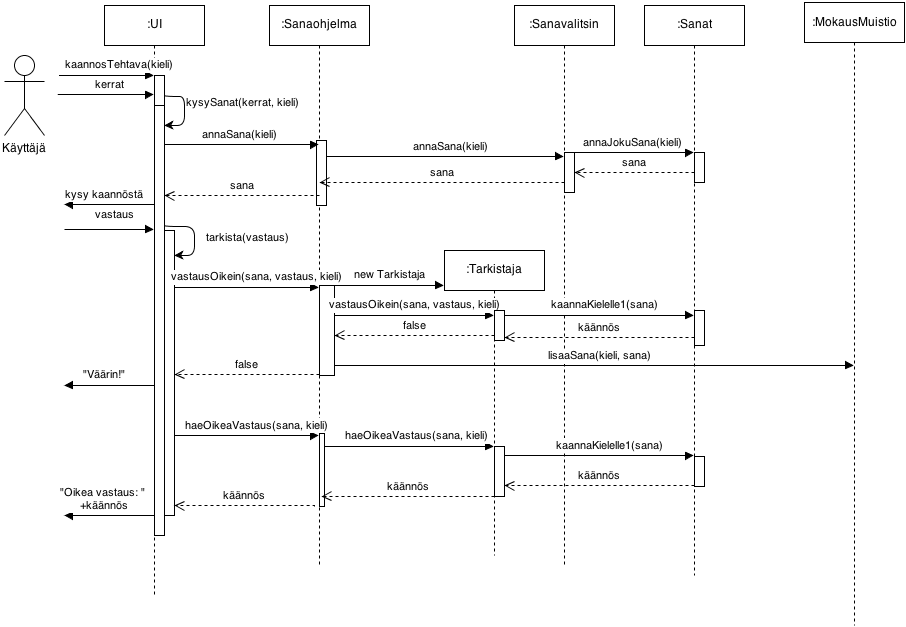 :UI
:Sanaohjelma
:Sanavalitsin
:Sanat
:MokausMuistio
kaannosTehtava(kieli)
kerrat
kysySanat(kerrat, kieli)
Käyttäjä
annaSana(kieli)
annaSana(kieli)
annaJokuSana(kieli)
sana
sana
sana
kysy kaannöstä
vastaus
tarkista(vastaus)
:Tarkistaja
vastausOikein(sana, vastaus, kieli)
new Tarkistaja
vastausOikein(sana, vastaus, kieli)
kaannaKielelle1(sana)
false
käännös
lisaaSana(kieli, sana)
false
"Väärin!"
haeOikeaVastaus(sana, kieli)
haeOikeaVastaus(sana, kieli)
kaannaKielelle1(sana)
käännös
käännös
käännös
"Oikea vastaus: "
+käännös